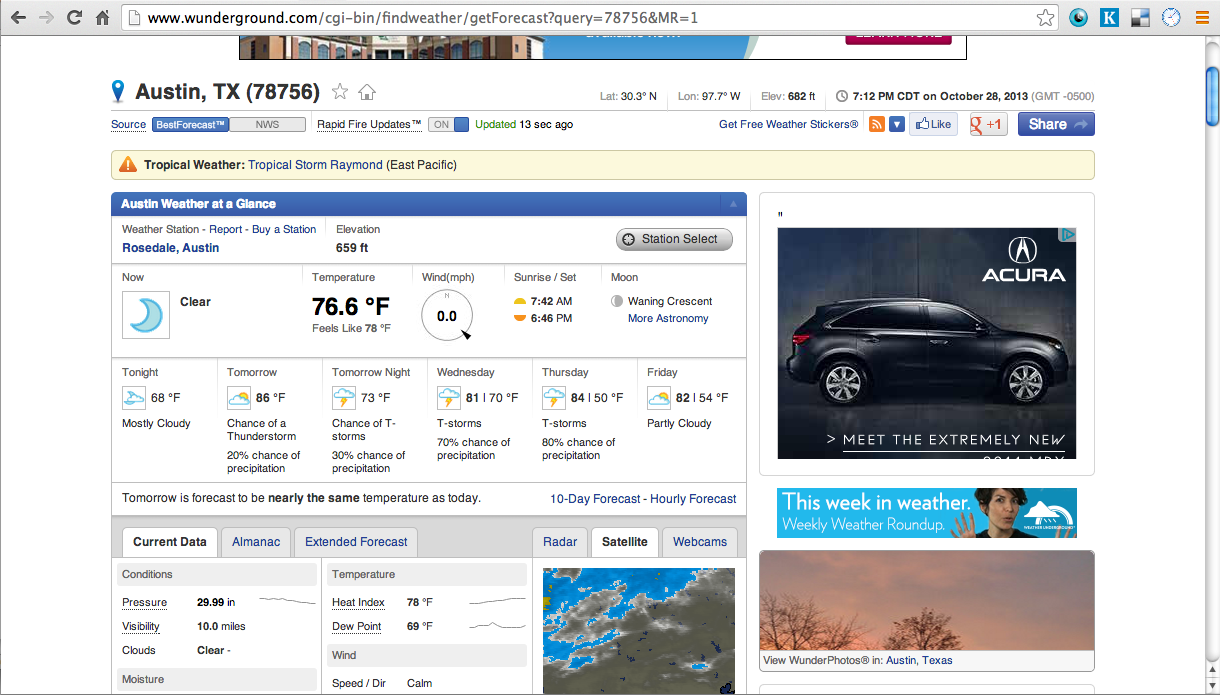 www.wunderground.com/cgi-bin/findweather/getForecast?query=78756&MR=1
Austin, TX (78756)
Lat: 30.3° N Lon: 97.7° W Elev: 682 ft 7:12 PM CDT on October 28, 2013 (GMT -0500)
Source BestForecast™ NWS Rapid Fire Updates™ ON Updated 13 sec ago Get Free Weather Stickers® Like +1 Share
Tropical Weather: Tropical Storm Raymond (East Pacific)
Austin Weather at a Glance
Weather Station - Report - Buy a Station Elevation
Rosedale, Austin 659 ft
Station Select
Now Temperature Wind(mph) Sunrise / Set Moon
Clear 76.6 °F N 0.0 7:42 AM Waning Crescent
Feels Like 78 °F 6:46 PM More Astronomy
Tonight Tomorrow Tomorrow Night Wednesday Thursday Friday
68 °F 86 °F 73 °F 81 | 70 °F 84 | 50 °F 82 | 54 °F
Mostly Cloudy
Chance of a
Thunderstorm
20% chance of
precipitation
Chance of T-
storms
30% chance of
precipitation
T-storms
70% chance of
precipitation
T-storms
80% chance of
precipitation
Partly Cloudy
Tomorrow is forecast to be nearly the same temperature as today. 10-Day Forecast - Hourly Forecast
Current Data Almanac Extended Forecast Radar Satellite Webcams
Conditions
Pressure 29.99 in
Visibility 10.0 miles
Clouds Clear -
Moisture
Temperature
Heat Index 78 °F
Dew Point 69 °F
Wind
Speed / Dir Calm
"
ACURA
> MEET THE EXTREMELY NEW
This week in weather.
Weekly Weather Roundup.
WEATHER UNDERGROUND
View WunderPhotos® in: Austin, Texas